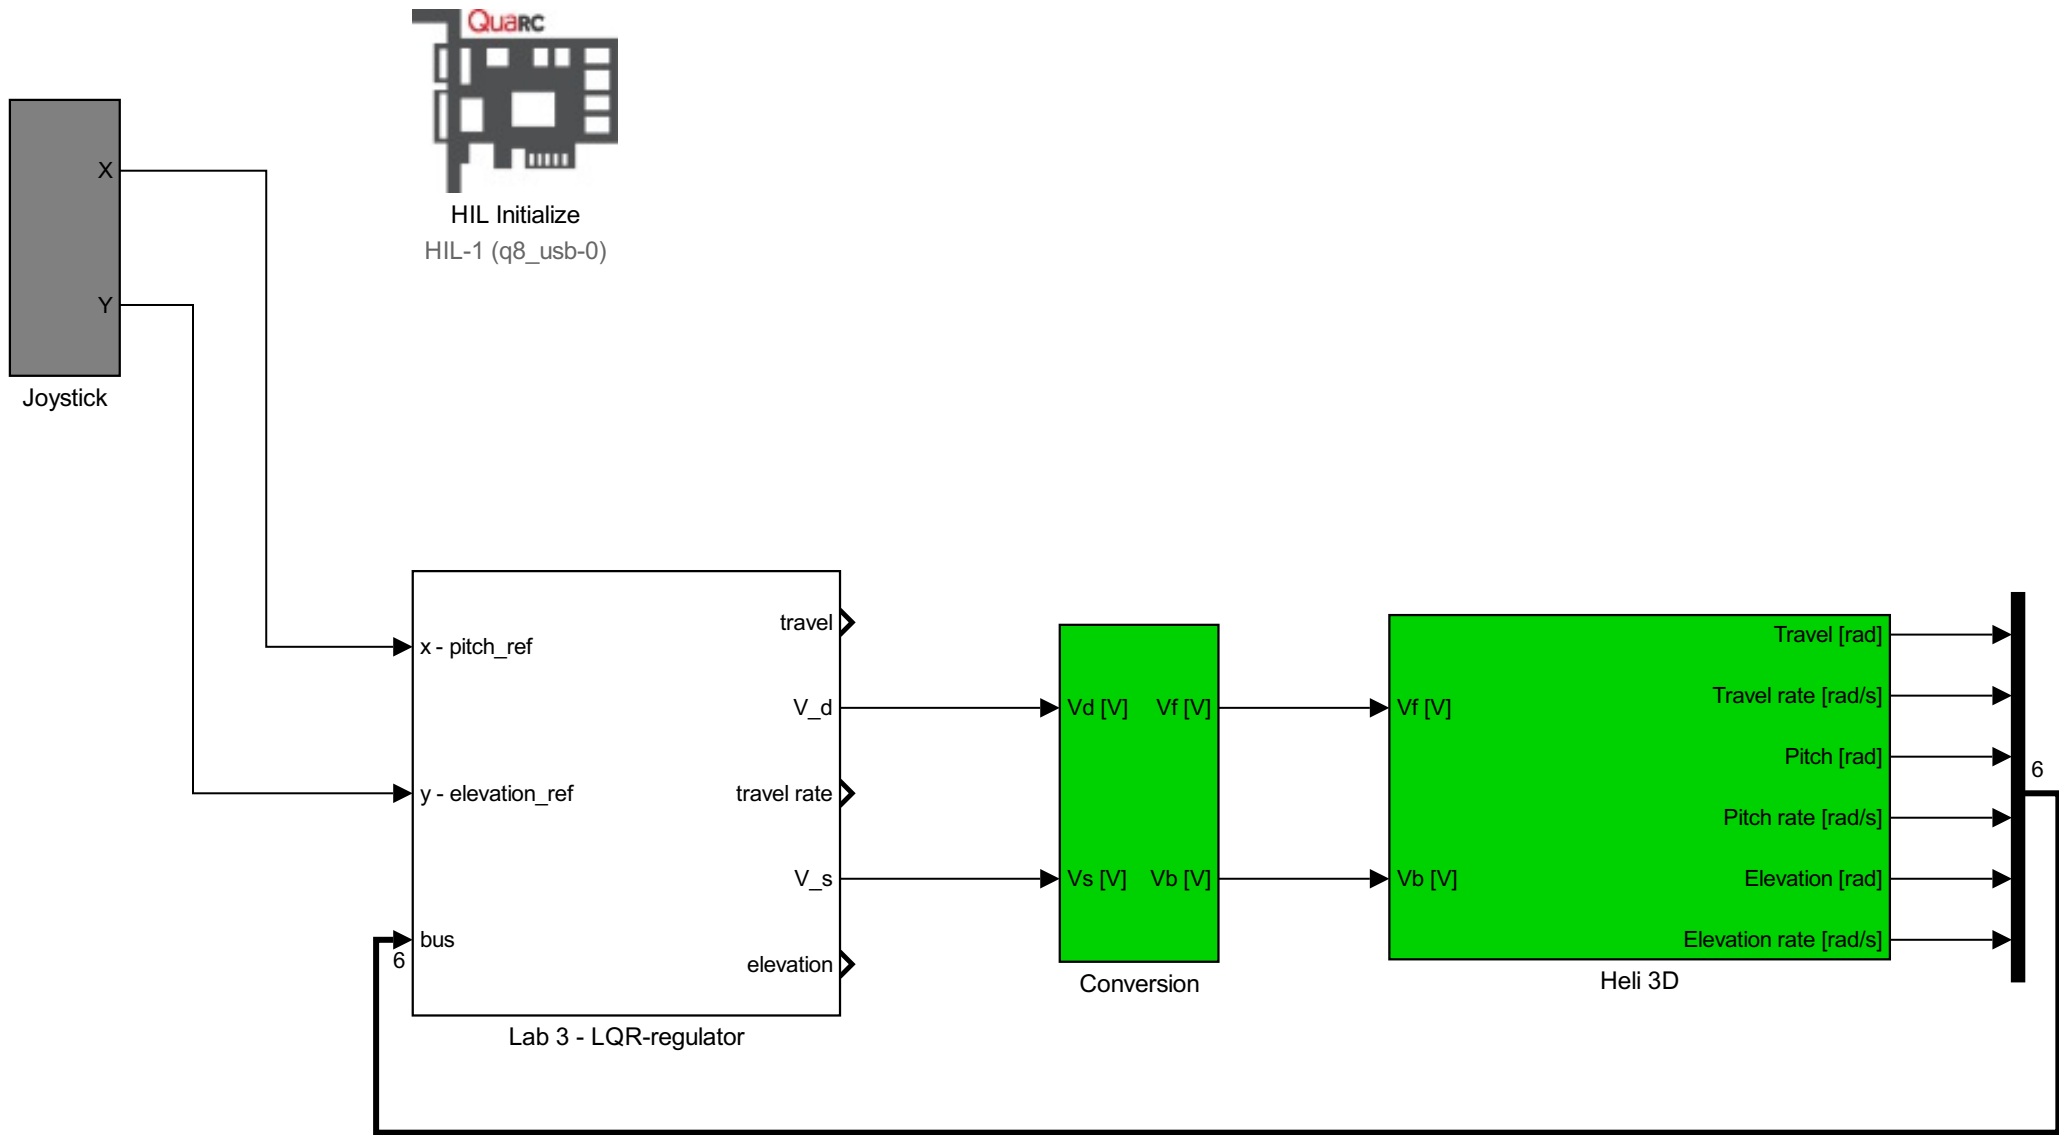 QuaRC
HIL Initialize
HIL-1 (q8_usb-0)
X
Y
Joystick
x - pitch_ref
y - elevation_ref
bus
6
travel
V_d
travel rate
V_s
elevation
Lab 3 - LQR-regulator
Vd [V]
Vf [V]
Vs [V]
Vb [V]
Conversion
Vf [V]
Vb [V]
Travel [rad]
Travel rate [rad/s]
Pitch [rad]
Pitch rate [rad/s]
Elevation [rad]
Elevation rate [rad/s]
Heli 3D
6